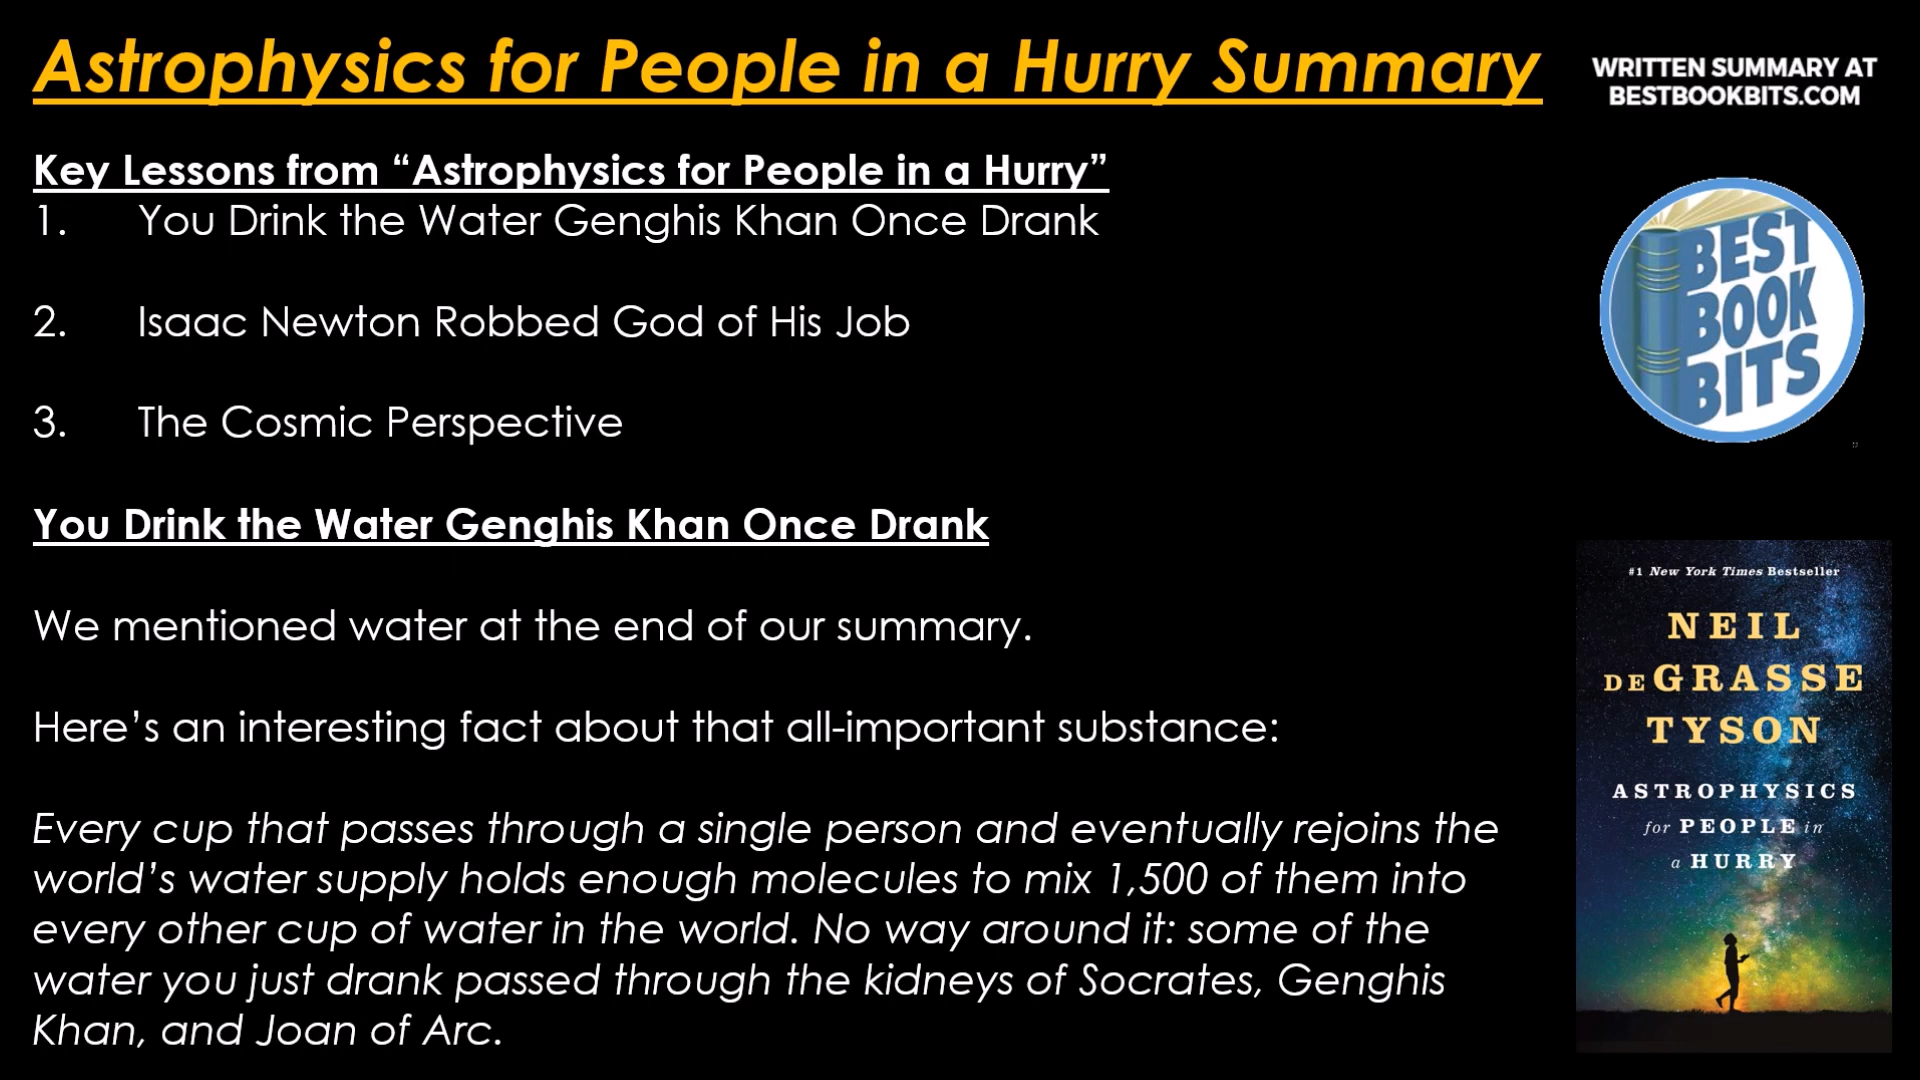 Astrophysics for People in a Hurry Summary
WRITTEN SUMMARY AT
BESTBOOKBITS.COM
Key Lessons from “Astrophysics for People in a Hurry”
1. You Drink the Water Genghis Khan Once Drank
2. Isaac Newton Robbed God of His Job
3. The Cosmic Perspective
You Drink the Water Genghis Khan Once Drank
We mentioned water at the end of our summary.
Here’s an interesting fact about that all-important substance:
Every cup that passes through a single person and eventually rejoins the
world’s water supply holds enough molecules to mix 1,500 of them into
every other cup of water in the world. No way around it: some of the
water you just drank passed through the kidneys of Socrates, Genghis
Khan, and Joan of Arc.
BEST
BOOK
BITS
#1 New York Times Bestseller
NEIL
DEGRASSE
TYSON
ASTROPHYSICS
for PEOPLE in
a HURRY